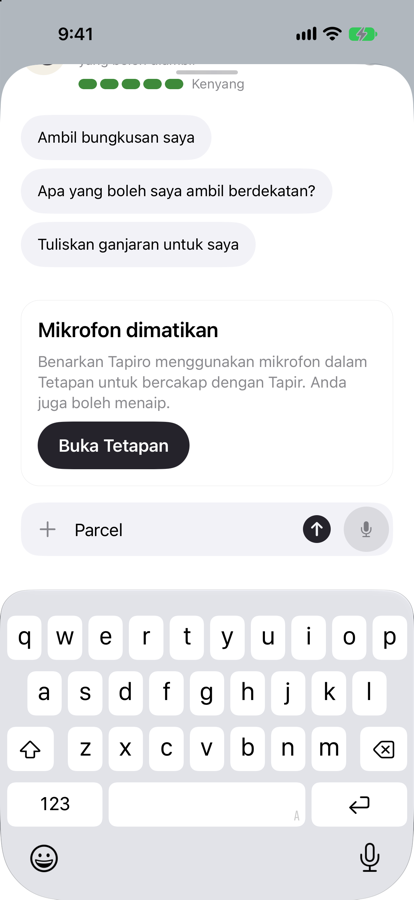 9:41
Kenyang
Ambil bungkusan saya
Apa yang boleh saya ambil berdekatan?
Tuliskan ganjaran untuk saya
Mikrofon dimatikan
Benarkan Tapiro menggunakan mikrofon dalam
Tetapan untuk bercakap dengan Tapir. Anda
juga boleh menaip.
Buka Tetapan
Parcel
q w e r t y u i o p
a s d f g h j k l
z x c v b n m
123
A